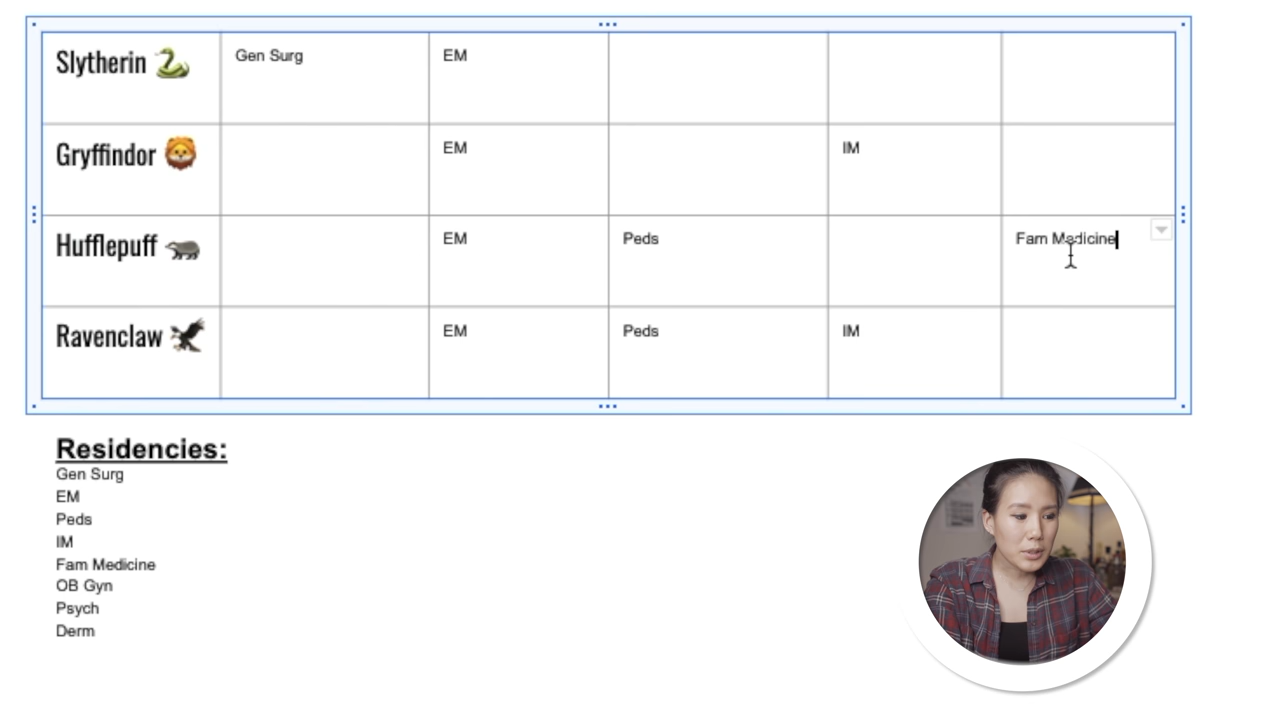 Slytherin Gen Surg EM
Gryffindor EM IM
Hufflepuff EM Peds Fam Medicine
Ravenclaw EM Peds IM
Residencies:
Gen Surg
EM
Peds
IM
Fam Medicine
OB Gyn
Psych
Derm